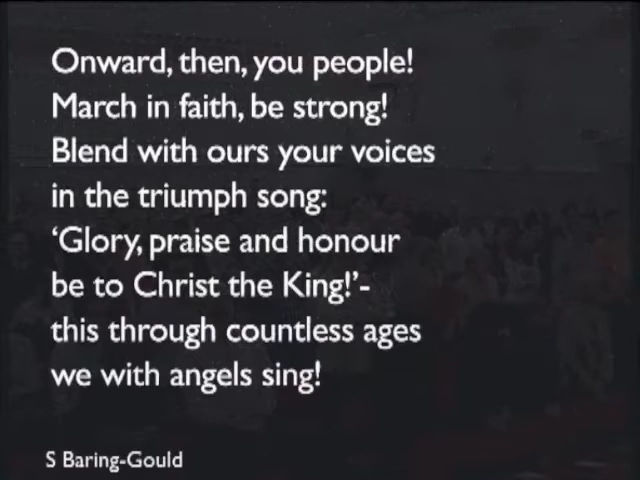 Onward, then, you people!
March in faith, be strong!
Blend with ours your voices
in the triumph song:
‘Glory, praise and honour
be to Christ the King!’-
this through countless ages
we with angels sing!
S Baring-Gould